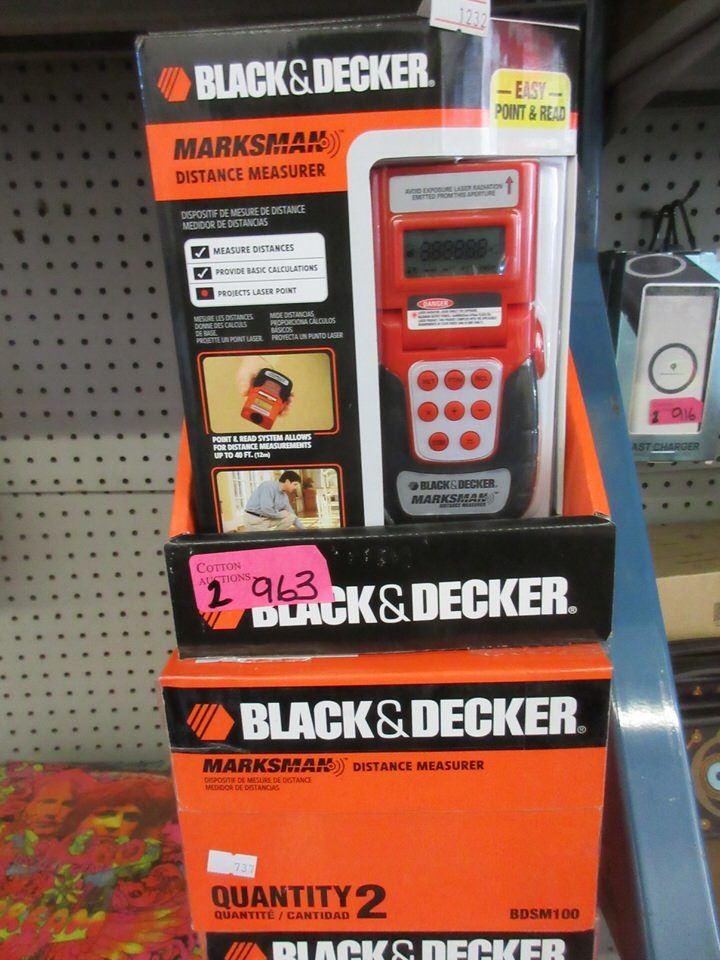 1232
BLACK&DECKER®
EASY
POINT & READ
MARKSMAN™
DISTANCE MEASURER
DISPOSITIF DE MESURE DE DISTANCE
MEDIDOR DE DISTANCIAS
MEASURE DISTANCES
PROVIDE BASIC CALCULATIONS
PROJECTS LASER POINT
MESURE LES DISTANCES.
DONNE DES CALCULS
DE BASE.
PROJETTE UN POINT LASER.
MIDE DISTANCIAS
PROPORCIONA CÁLCULOS
BÁSICOS
PROYECTA UN PUNTO LASER
POINT & READ SYSTEM ALLOWS
FOR DISTANCE MEASUREMENTS
UP TO 40 FT. (12m)
AVOID EXPOSURE LASER RADIATION
EMITTED FROM THIS APERTURE
DANGER
+ −
=
BLACK&DECKER.
MARKSMAN
DISTANCE MEASURER
2 916
FAST CHARGER
COTTON
AUCTIONS
2 963
BLACK&DECKER®
BLACK&DECKER®
MARKSMAN DISTANCE MEASURER
DISPOSITIF DE MESURE DE DISTANCE
MEDIDOR DE DISTANCIAS
737
QUANTITY 2
QUANTITÉ / CANTIDAD
BDSM100
BLACK&DECKER